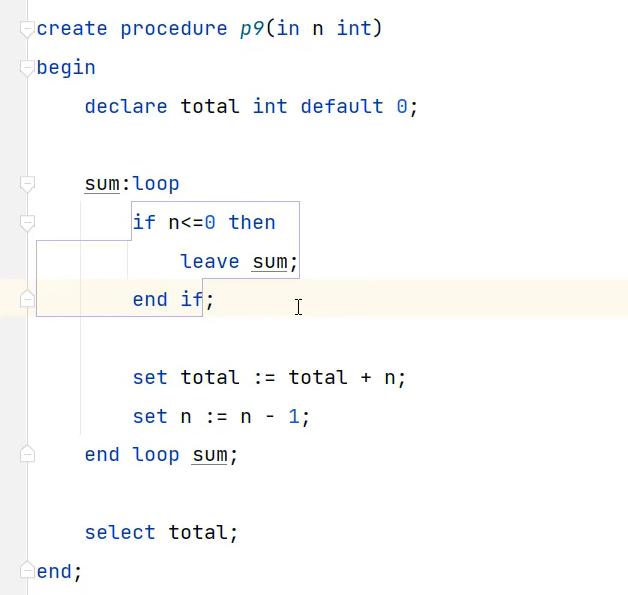 create procedure p9(in n int)
begin
    declare total int default 0;
    sum:loop
        if n<=0 then
            leave sum;
        end if;
        set total := total + n;
        set n := n - 1;
    end loop sum;
    select total;
end;